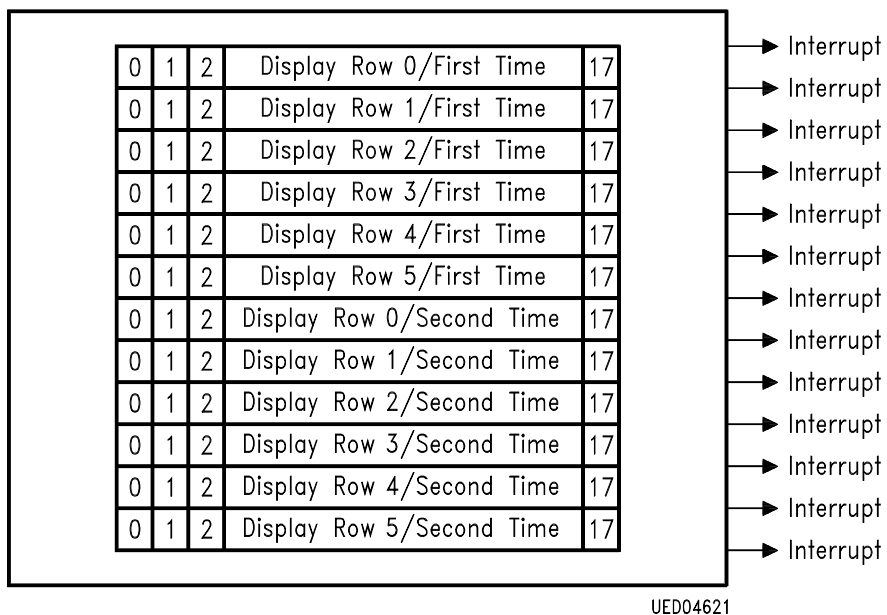 Interrupt
0 1 2 Display Row 0/First Time 17
Interrupt
0 1 2 Display Row 1/First Time 17
Interrupt
0 1 2 Display Row 2/First Time 17
Interrupt
0 1 2 Display Row 3/First Time 17
Interrupt
0 1 2 Display Row 4/First Time 17
Interrupt
0 1 2 Display Row 5/First Time 17
Interrupt
0 1 2 Display Row 0/Second Time 17
Interrupt
0 1 2 Display Row 1/Second Time 17
Interrupt
0 1 2 Display Row 2/Second Time 17
Interrupt
0 1 2 Display Row 3/Second Time 17
Interrupt
0 1 2 Display Row 4/Second Time 17
Interrupt
0 1 2 Display Row 5/Second Time 17
Interrupt
UED04621